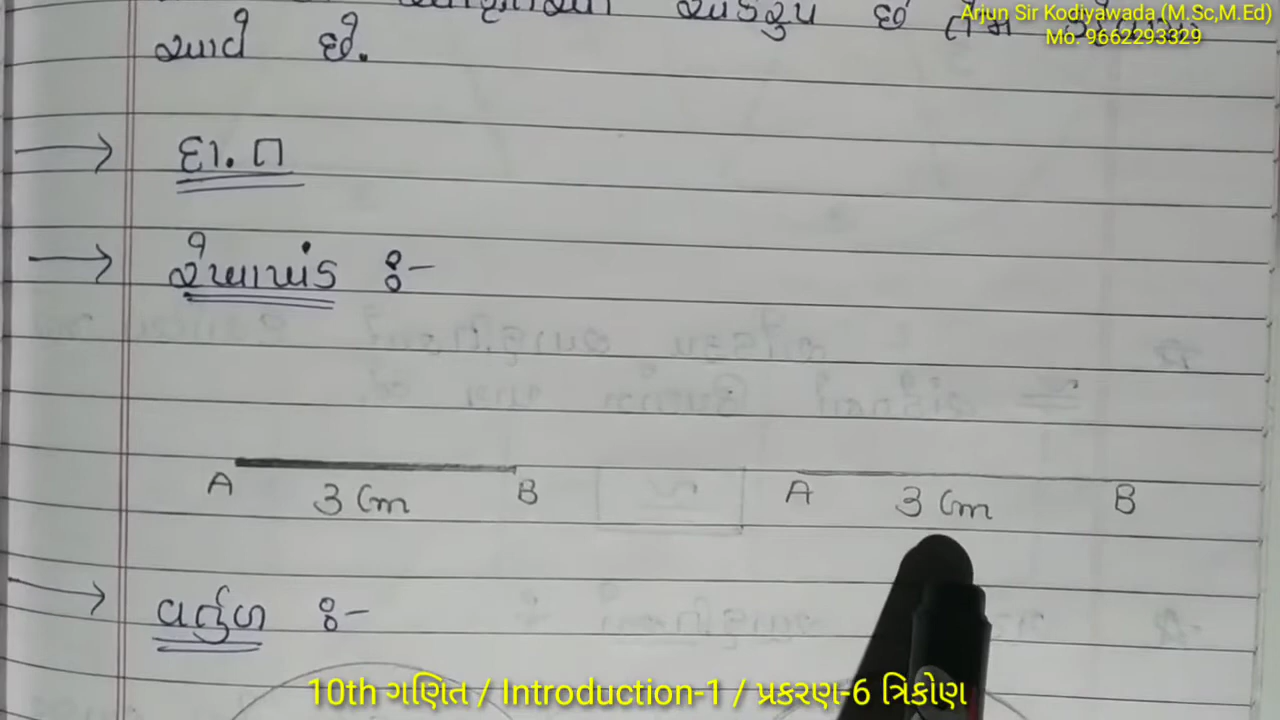 Arjun Sir Kodiyawada (M.Sc,M.Ed)
Mo. 9662293329
આવે છે.
દા.ત
રેખાખંડ :-
A 3 Cm B A 3 Cm B
વર્તુળ :-
10th ગણિત / Introduction-1 / પ્રકરણ-6 ત્રિકોણ